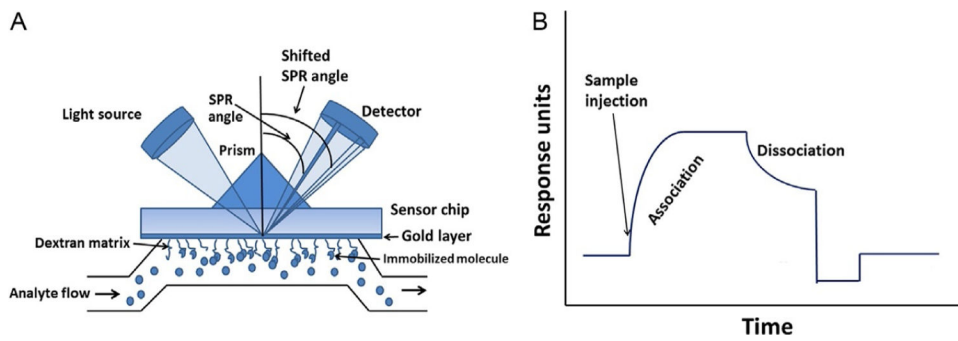 A
Shifted
SPR angle
SPR
angle
Light source
Detector
Prism
Sensor chip
Gold layer
Dextran matrix
Immobilized molecule
Analyte flow
B
Response units
Sample
injection
Association
Dissociation
Time